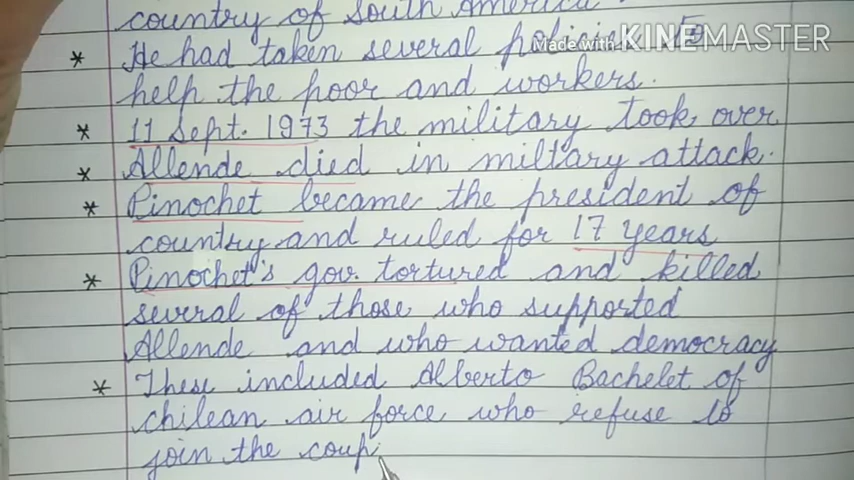 country of South America.
Made with KINEMASTER
* He had taken several policies to
help the poor and workers.
* 11 Sept. 1973 the military took over
* Allende died in miltary attack.
* Pinochet became the president of
country and ruled for 17 years
* Pinochet's gov. tortured and killed
several of those who supported
Allende and who wanted democracy
* These included Alberto Bachelet of
chilean air force who refuse to
join the coup.